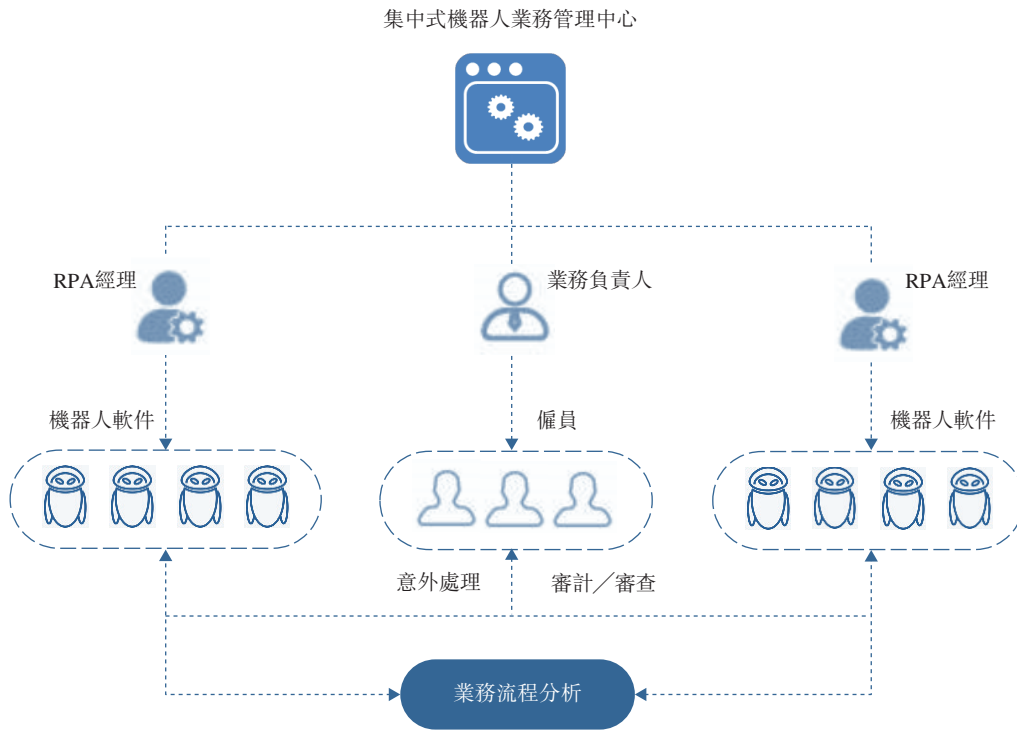 集中式機器人業務管理中心
RPA經理
業務負責人
RPA經理
機器人軟件
僱員
機器人軟件
意外處理
審計／審查
業務流程分析